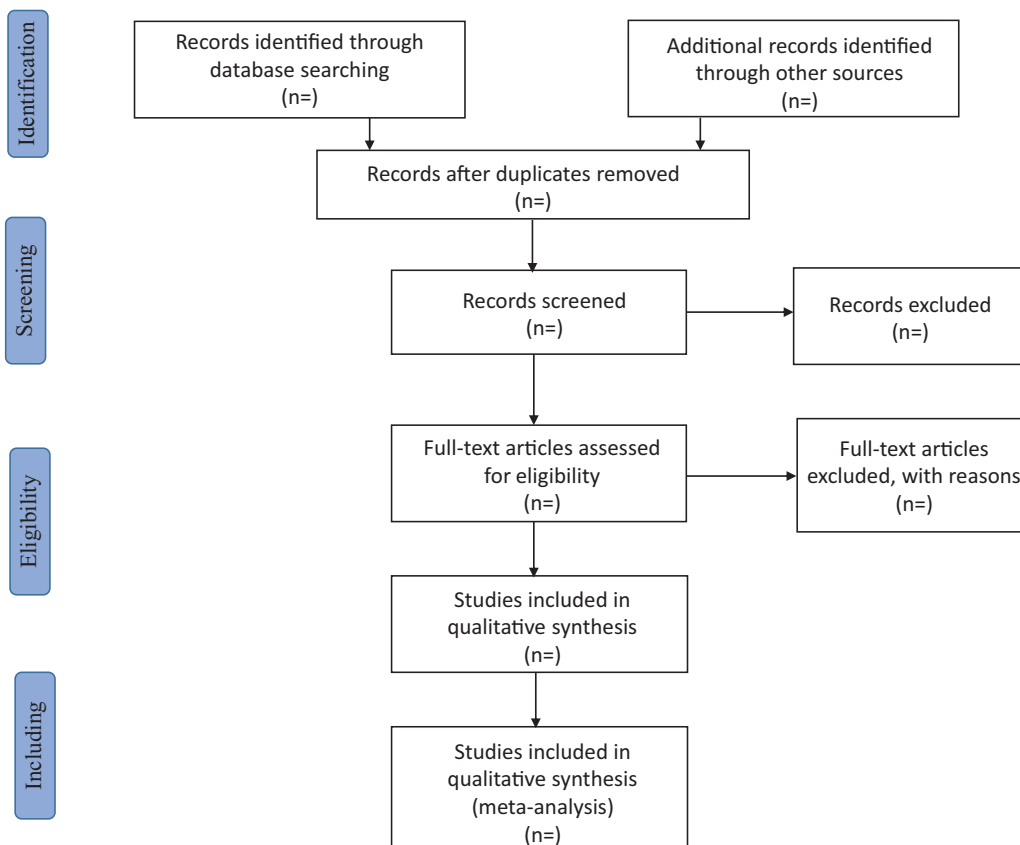 Identification
Records identified through
database searching
(n=)
Additional records identified
through other sources
(n=)
Records after duplicates removed
(n=)
Screening
Records screened
(n=)
Records excluded
(n=)
Eligibility
Full-text articles assessed
for eligibility
(n=)
Full-text articles
excluded, with reasons
(n=)
Studies included in
qualitative synthesis
(n=)
Including
Studies included in
qualitative synthesis
(meta-analysis)
(n=)